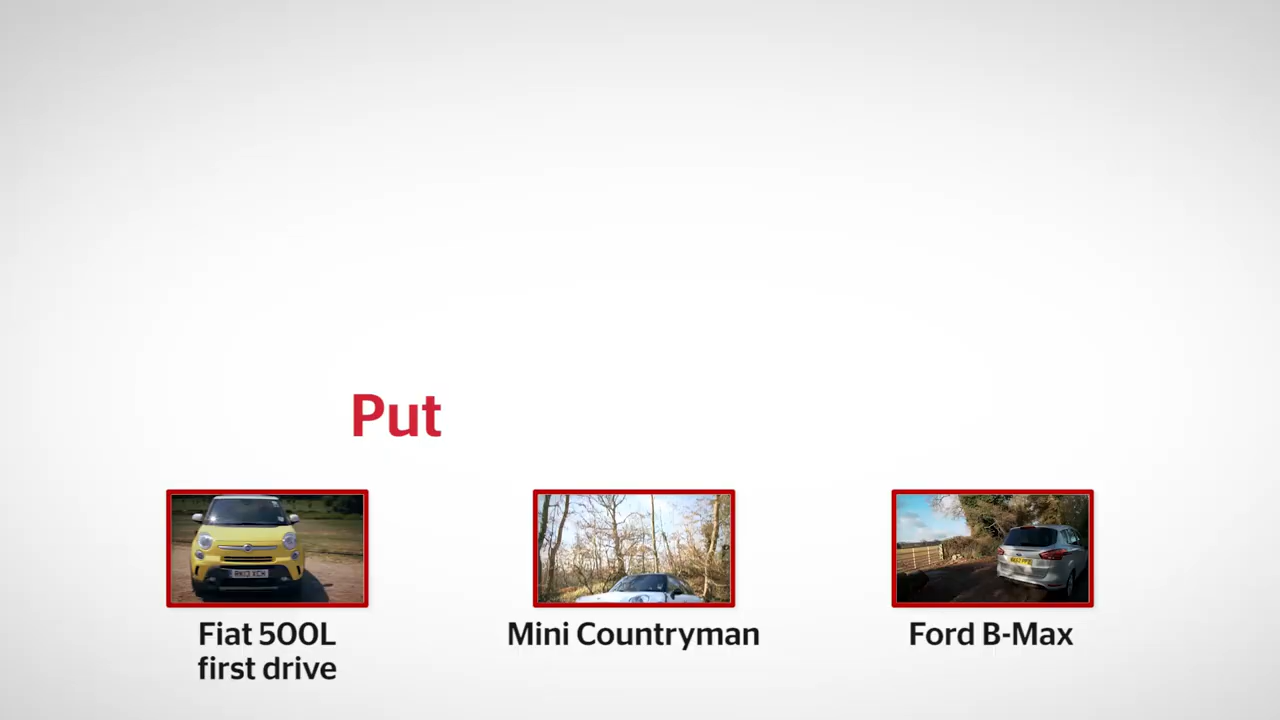 Put
Fiat 500L
first drive
Mini Countryman
Ford B-Max